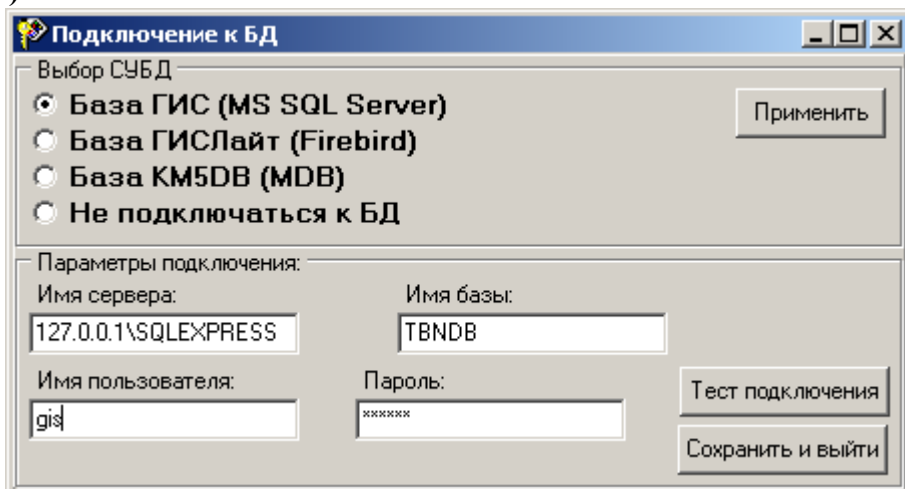 )
Подключение к БД
Выбор СУБД
База ГИС (MS SQL Server)
Применить
База ГИСЛайт (Firebird)
База KM5DB (MDB)
Не подключаться к БД
Параметры подключения:
Имя сервера:
Имя базы:
127.0.0.1\SQLEXPRESS
TBNDB
Имя пользователя:
Пароль:
Тест подключения
gis
××××××
Сохранить и выйти